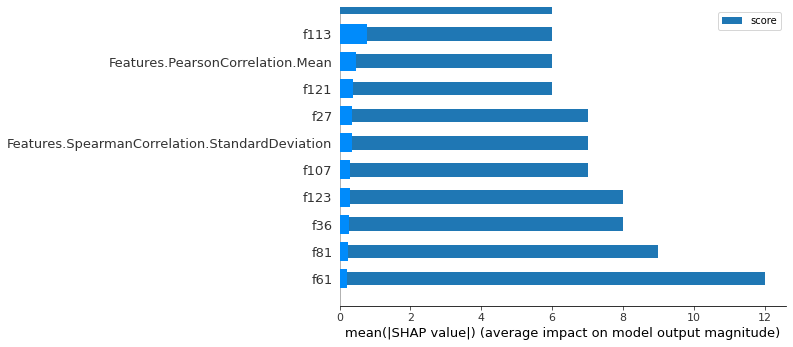 score
f113
Features.PearsonCorrelation.Mean
f121
f27
Features.SpearmanCorrelation.StandardDeviation
f107
f123
f36
f81
f61
0 2 4 6 8 10 12
mean(|SHAP value|) (average impact on model output magnitude)